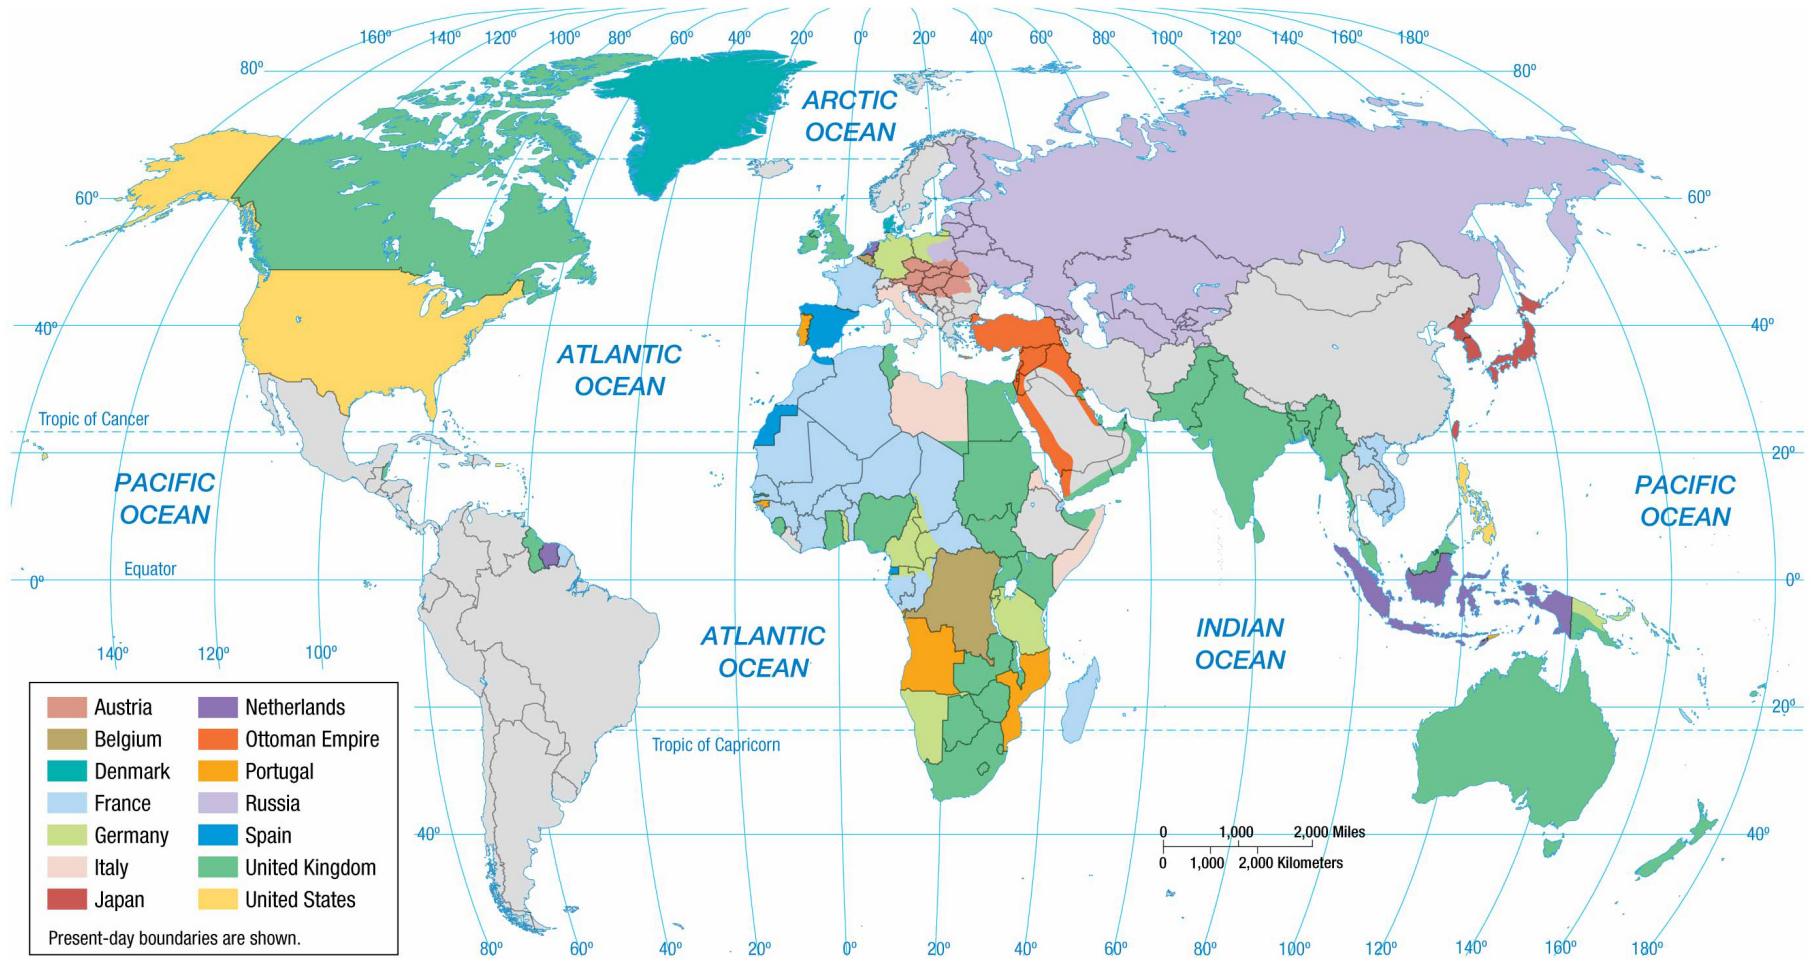 160º 140º 120º 100º 80º 60º 40º 20º 0º 20º 40º 60º 80º 100º 120º 140º 160º 180º
80º 80º
ARCTIC
OCEAN
60º 60º
40º 40º
ATLANTIC
OCEAN
Tropic of Cancer
20º
PACIFIC
OCEAN
PACIFIC
OCEAN
Equator
0º 0º
ATLANTIC
OCEAN
INDIAN
OCEAN
140º 120º 100º
20º
Tropic of Capricorn
Austria
Belgium
Denmark
France
Germany
Italy
Japan
Netherlands
Ottoman Empire
Portugal
Russia
Spain
United Kingdom
United States
Present-day boundaries are shown.
40º 40º
0 1,000 2,000 Miles
0 1,000 2,000 Kilometers
80º 60º 40º 20º 0º 20º 40º 60º 80º 100º 120º 140º 160º 180º